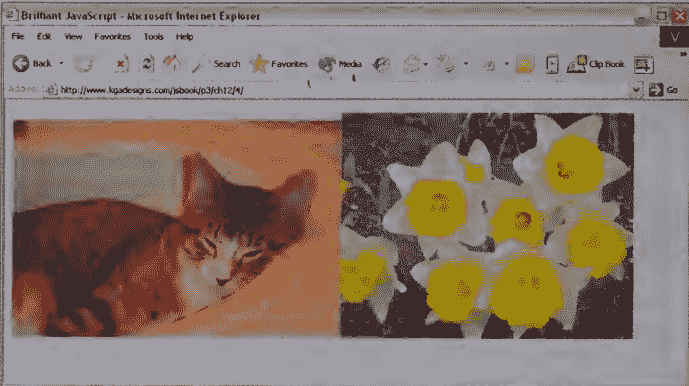 Brilliant JavaScript - Microsoft Internet Explorer
File Edit View Favorites Tools Help
Back Search Favorites Media Clip Book
Address http://www.kgadesigns.com/jsbook/p3/ch12/4/ Go